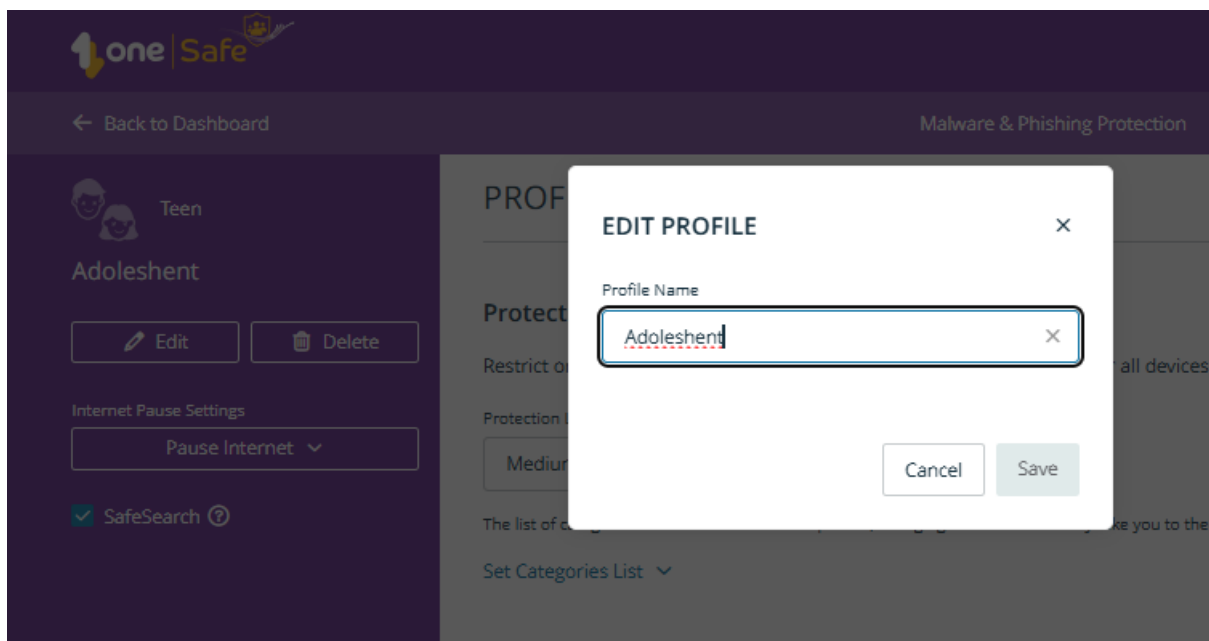 one | Safe
← Back to Dashboard
Malware & Phishing Protection
Teen
Adoleshent
Edit
Delete
Internet Pause Settings
Pause Internet
SafeSearch
PROF
EDIT PROFILE
Profile Name
Adoleshent
Cancel
Save
Protect
Restrict
all devices
Protection
The list of
you to the
Set Categories List